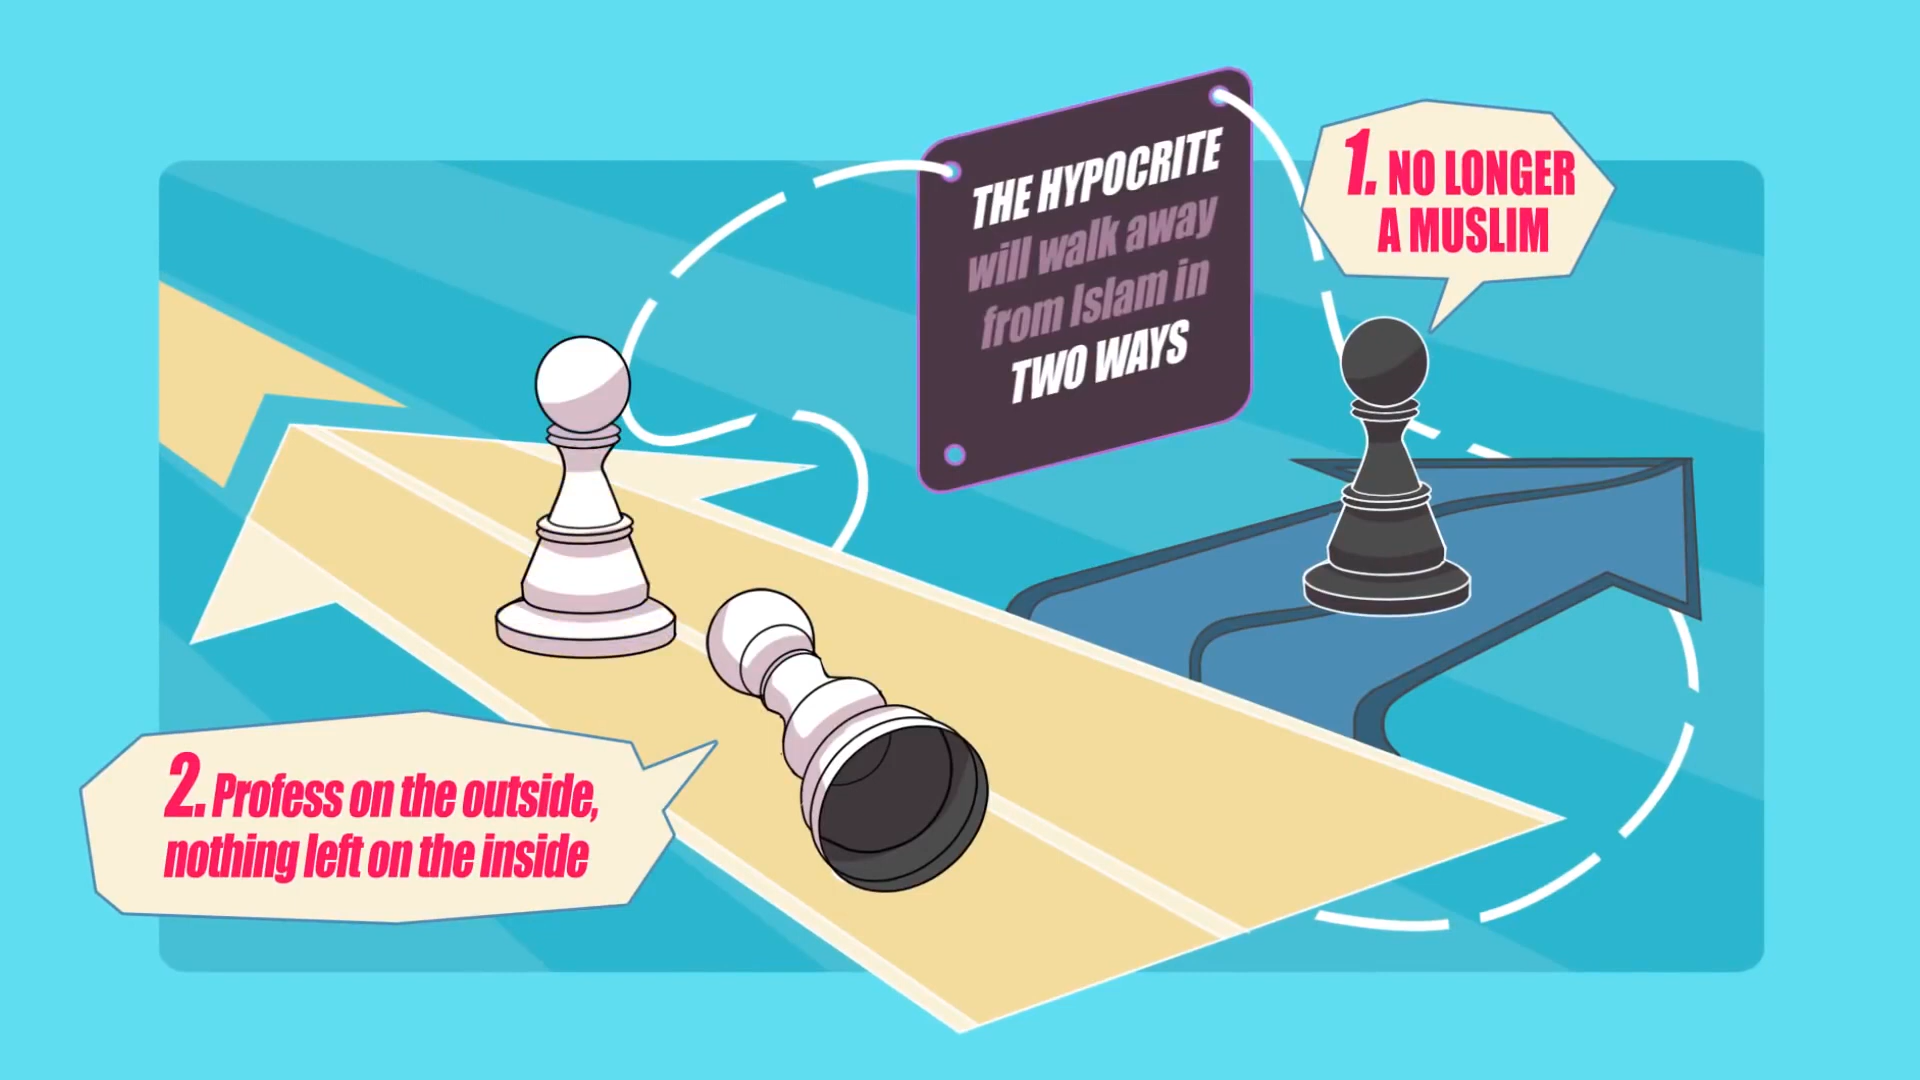 THE HYPOCRITE
will walk away
from Islam in
TWO WAYS
1. NO LONGER
A MUSLIM
2. Profess on the outside,
nothing left on the inside